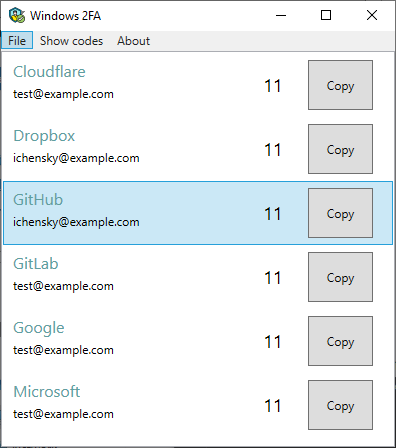 Windows 2FA
File Show codes About
Cloudflare
test@example.com
11
Copy
Dropbox
ichensky@example.com
11
Copy
GitHub
ichensky@example.com
11
Copy
GitLab
test@example.com
11
Copy
Google
test@example.com
11
Copy
Microsoft
test@example.com
11
Copy